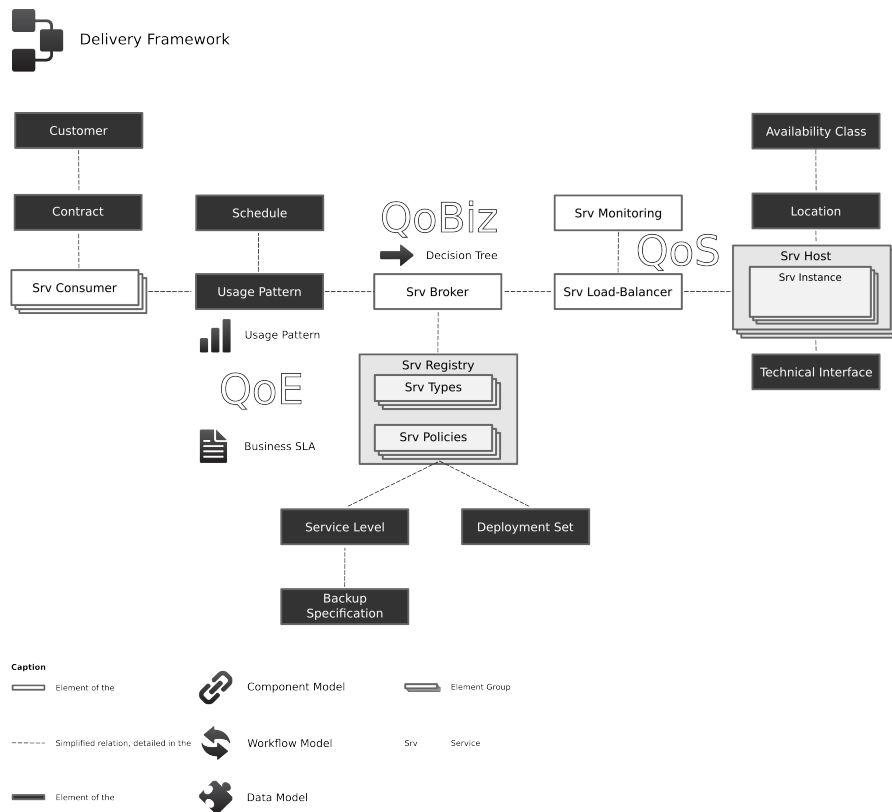 Delivery Framework
Customer
Availability Class
Contract
Schedule
QoBiz
Srv Monitoring
Location
QoS
Decision Tree
Srv Host
Srv Consumer
Usage Pattern
Srv Broker
Srv Load-Balancer
Srv Instance
Usage Pattern
Srv Registry
Srv Types
Technical Interface
QoE
Srv Policies
Business SLA
Service Level
Deployment Set
Backup
Specification
Caption
Element of the
Component Model
Element Group
Simplified relation, detailed in the
Workflow Model
Srv
Service
Element of the
Data Model